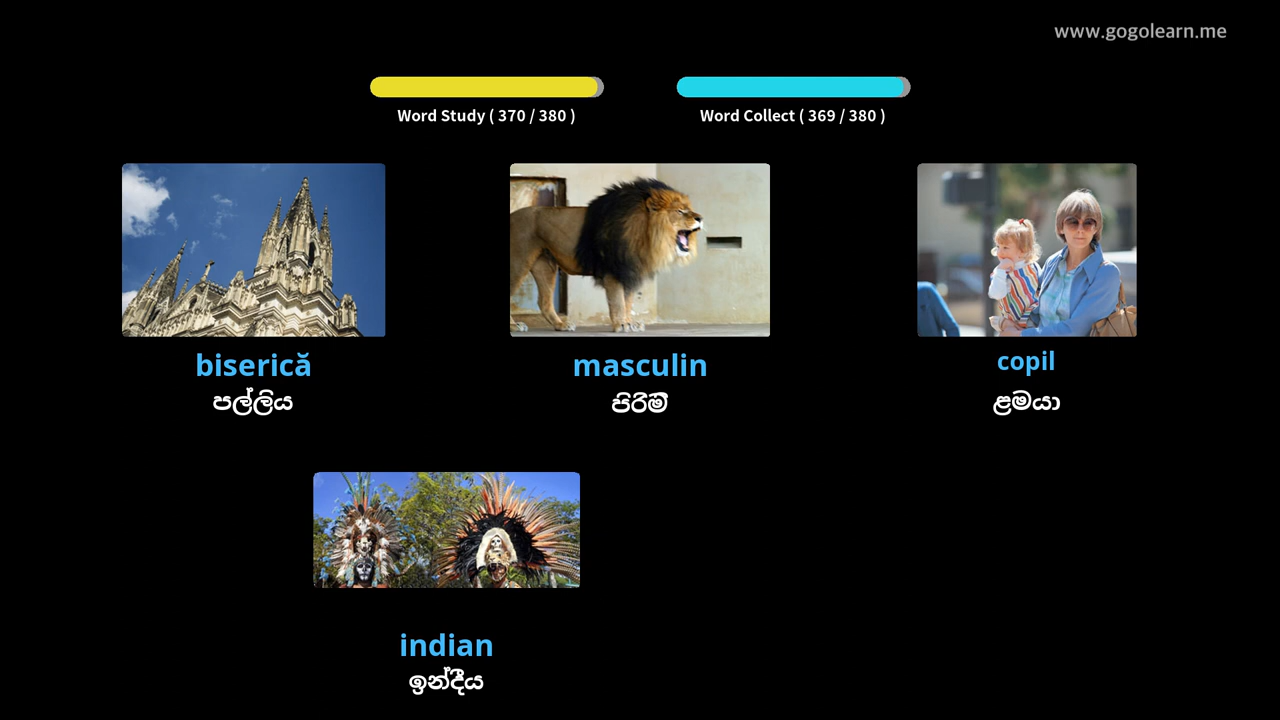 www.gogolearn.me
Word Study ( 370 / 380 )
Word Collect ( 369 / 380 )
biserică
masculin
copil
පල්ලිය
පිරිමි
ළමයා
indian
ඉන්දීය